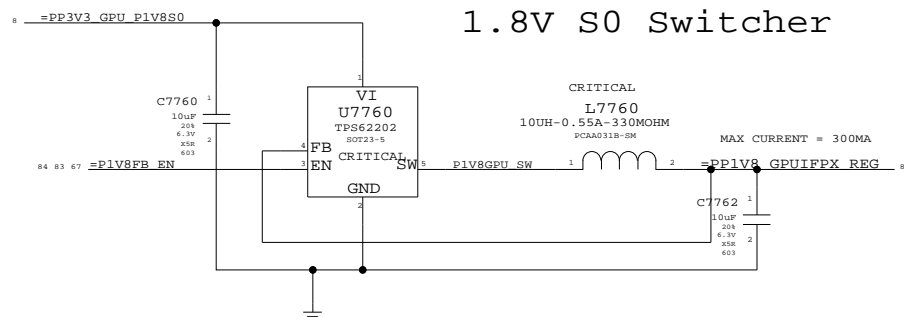 1.8V S0 Switcher
8
=PP3V3_GPU_P1V8S0
1
VI
U7760
TPS62202
SOT23-5
CRITICAL
4
FB
3
EN
SW
5
GND
2
C7760
1
10uF
20%
6.3V
2
X5R
603
84 83 67
=P1V8FB_EN
P1V8GPU_SW
CRITICAL
L7760
10UH-0.55A-330MOHM
PCAA031B-SM
1
2
MAX CURRENT = 300MA
=PP1V8_GPUIFPX_REG
8
C7762
1
10uF
20%
6.3V
2
X5R
603